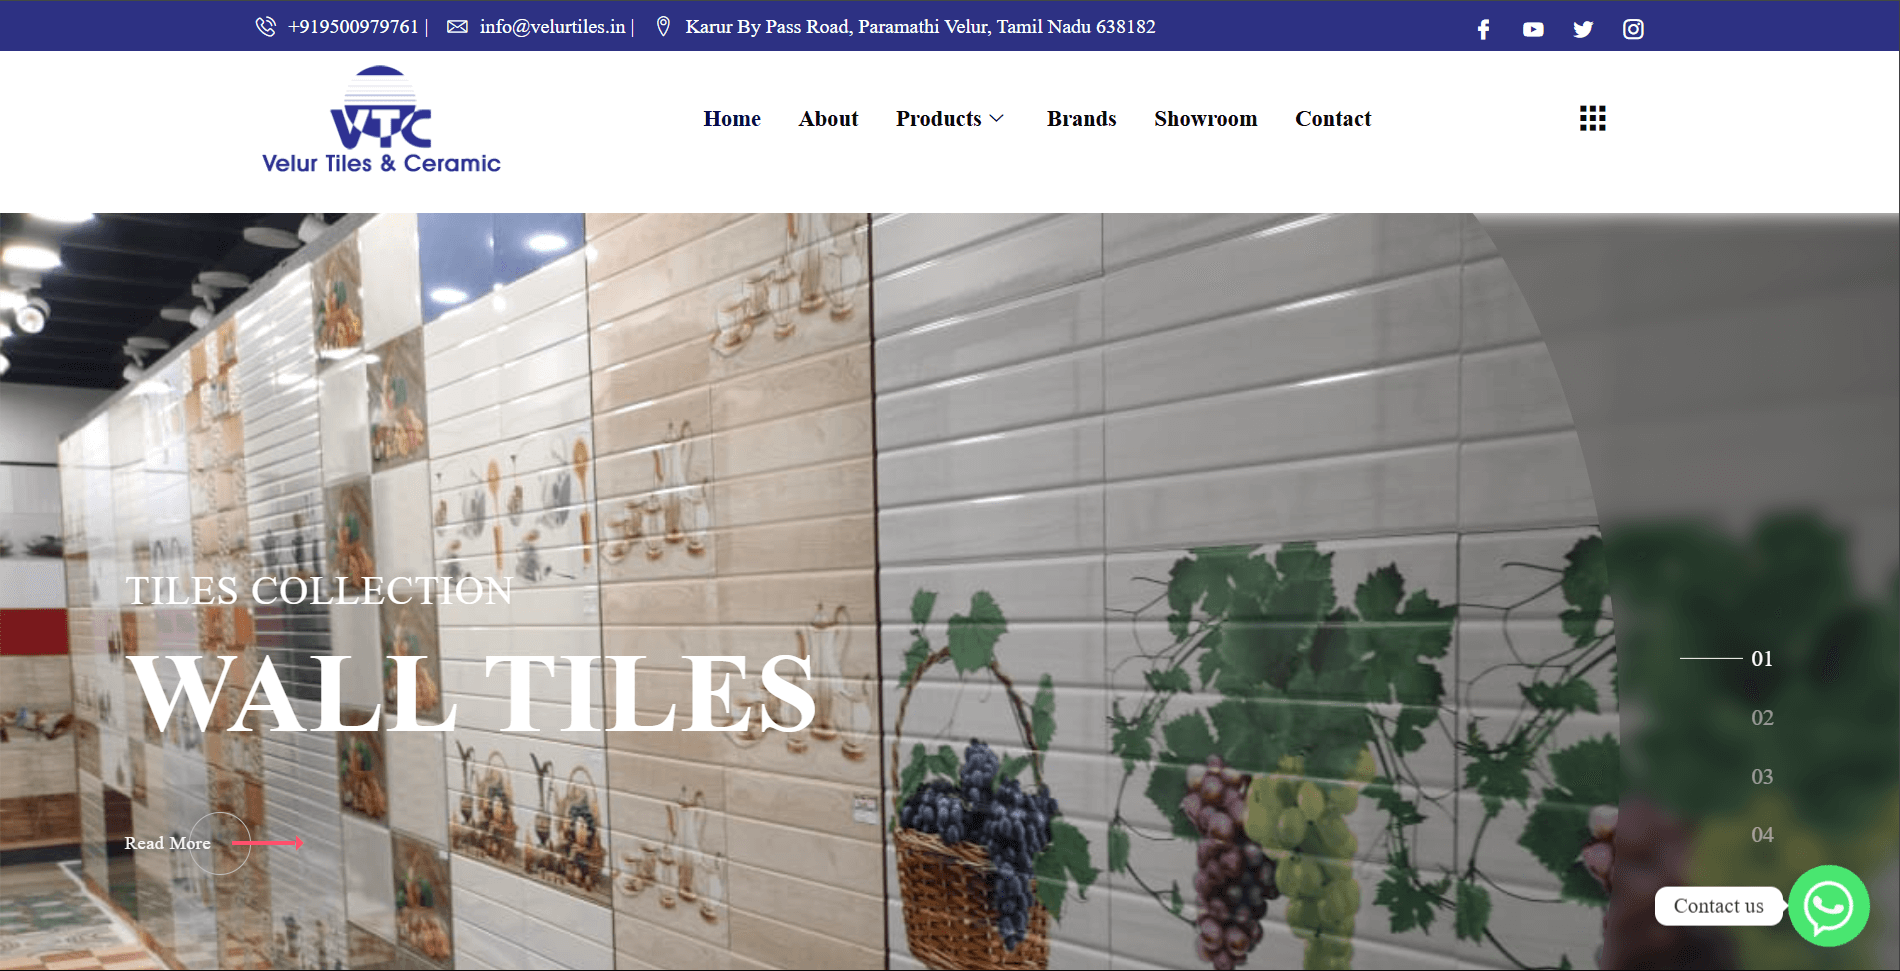 +919500979761 | info@velurtiles.in | Karur By Pass Road, Paramathi Velur, Tamil Nadu 638182
VTC
Velur Tiles & Ceramic
Home About Products Brands Showroom Contact
TILES COLLECTION
WALL TILES
Read More
01
02
03
04
Contact us